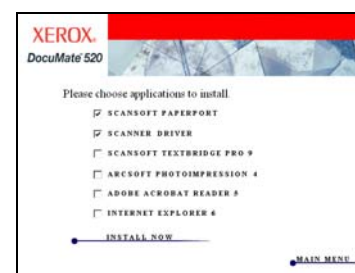 XEROX.
DocuMate 520
Please choose applications to install.
SCANSOFT PAPERPORT
SCANNER DRIVER
SCANSOFT TEXTBRIDGE PRO 9
ARCSOFT PHOTOIMPRESSION 4
ADOBE ACROBAT READER 5
INTERNET EXPLORER 6
INSTALL NOW
MAIN MENU